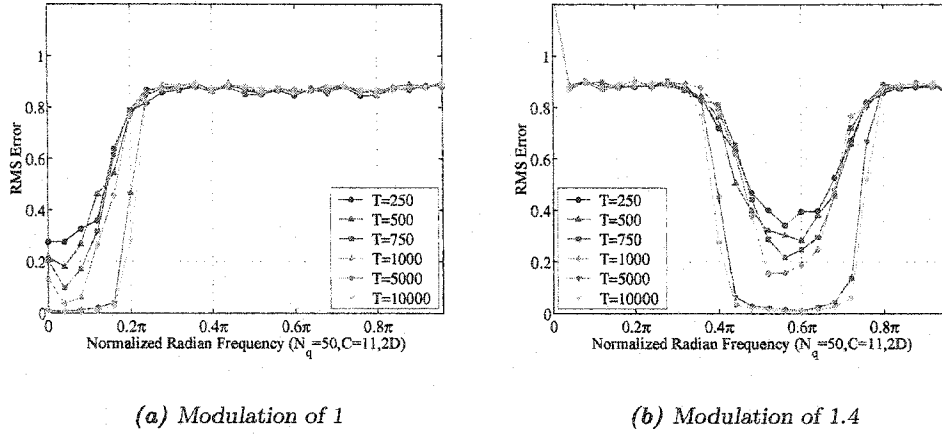 1
0.8
0.6
0.4
0.2
0
RMS Error
T=250
T=500
T=750
T=1000
T=5000
T=10000
0 0.2π 0.4π 0.6π 0.8π
Normalized Radian Frequency (N_q=50,C=11,2D)
(a) Modulation of 1
1
0.8
0.6
0.4
0.2
0
RMS Error
T=250
T=500
T=750
T=1000
T=5000
T=10000
0 0.2π 0.4π 0.6π 0.8π
Normalized Radian Frequency (N_q=50,C=11,2D)
(b) Modulation of 1.4